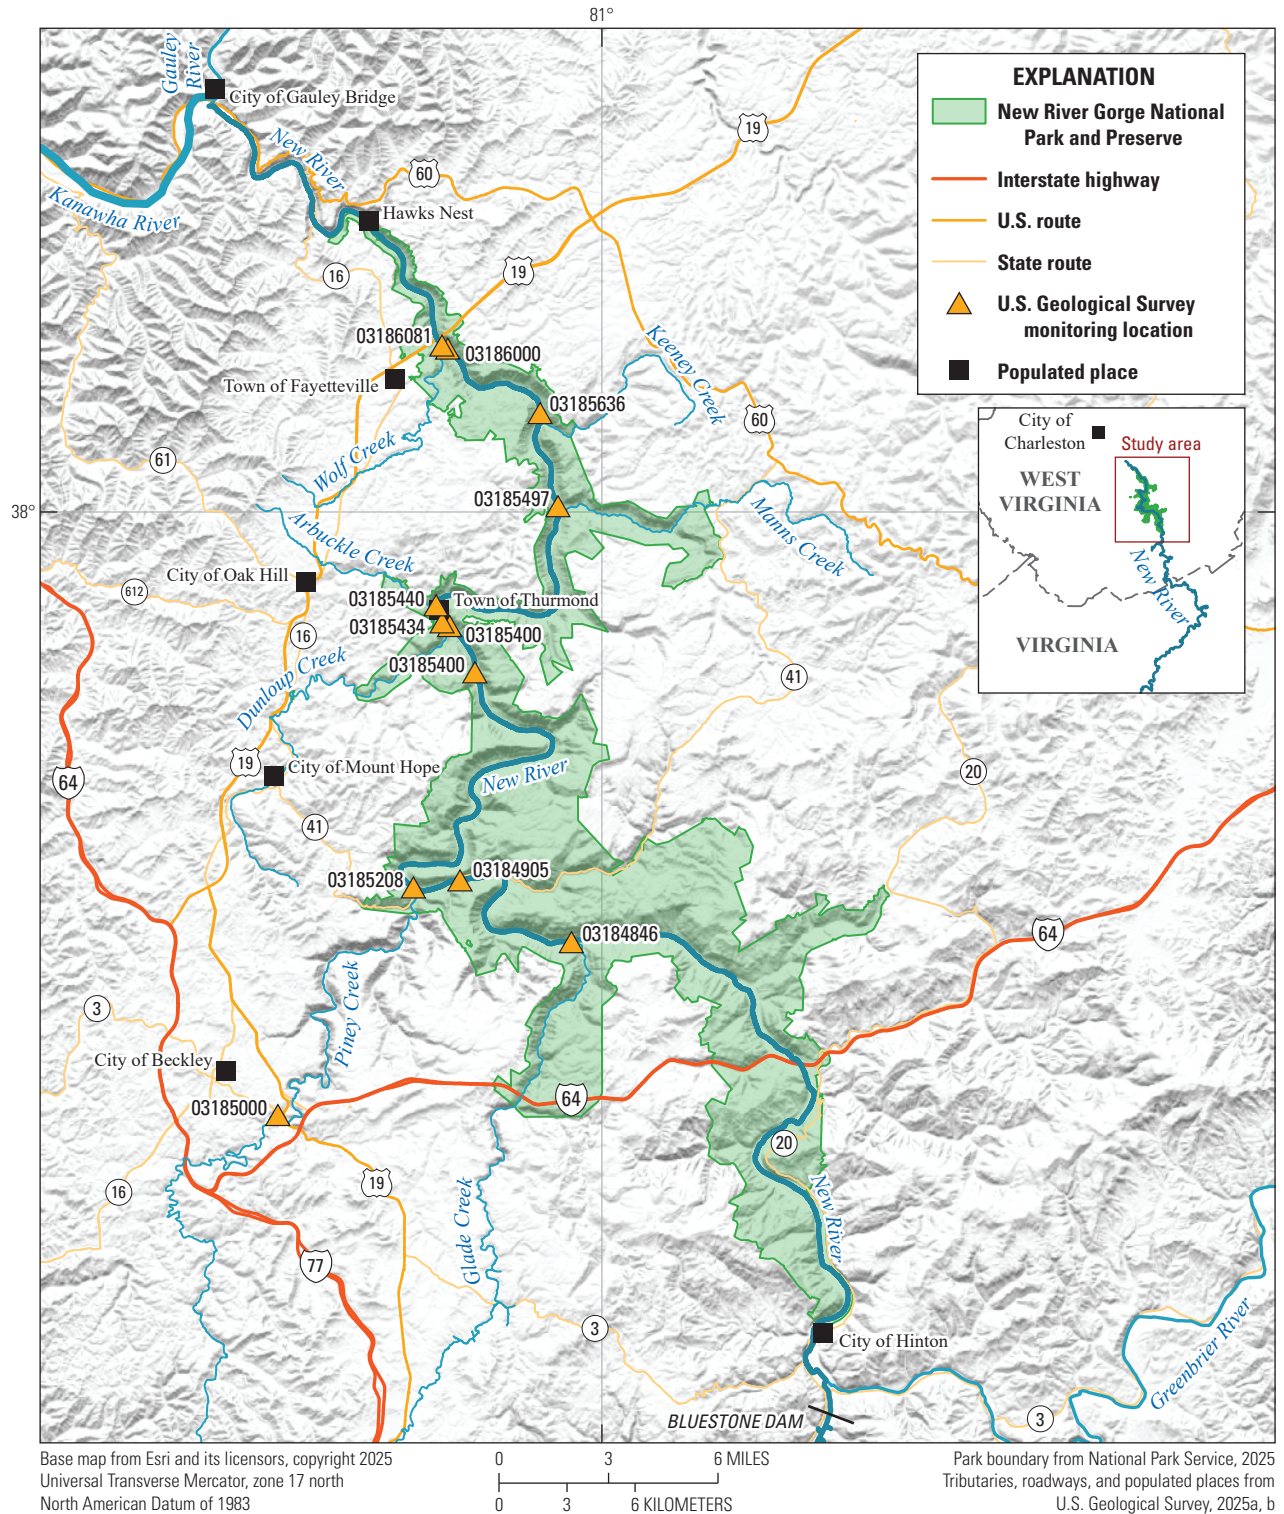 81°
Gauley
River
City of Gauley Bridge
New River
Kanawha River
60
19
Hawks Nest
16
19
EXPLANATION
New River Gorge National
Park and Preserve
Interstate highway
U.S. route
State route
U.S. Geological Survey
monitoring location
Populated place
03186081
03186000
Town of Fayetteville
Keeney Creek
03185636
60
Wolf Creek
61
03185497
Manns Creek
38°
Arbuckle Creek
City of
Charleston
Study area
WEST
VIRGINIA
New River
VIRGINIA
City of Oak Hill
612
03185440
Town of Thurmond
03185434
03185400
16
03185400
Dunloup Creek
41
19
City of Mount Hope
New River
64
20
41
03184905
03185208
03184846
64
3
Piney Creek
City of Beckley
03185000
64
20
16
19
Glade Creek
New River
77
3
City of Hinton
Greenbrier River
BLUESTONE DAM
3
Base map from Esri and its licensors, copyright 2025
Universal Transverse Mercator, zone 17 north
North American Datum of 1983
0 3 6 MILES
0 3 6 KILOMETERS
Park boundary from National Park Service, 2025
Tributaries, roadways, and populated places from
U.S. Geological Survey, 2025a, b